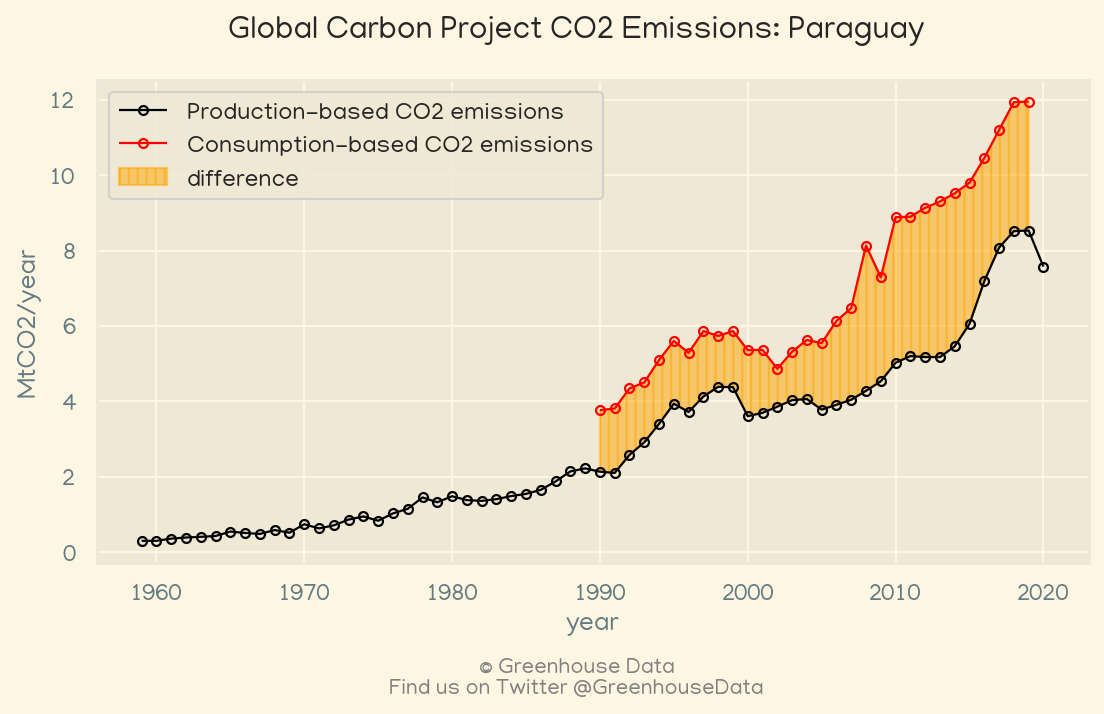 Global Carbon Project CO2 Emissions: Paraguay
Production-based CO2 emissions
Consumption-based CO2 emissions
difference
MtCO2/year
12
10
8
6
4
2
0
1960 1970 1980 1990 2000 2010 2020
year
© Greenhouse Data
Find us on Twitter @GreenhouseData